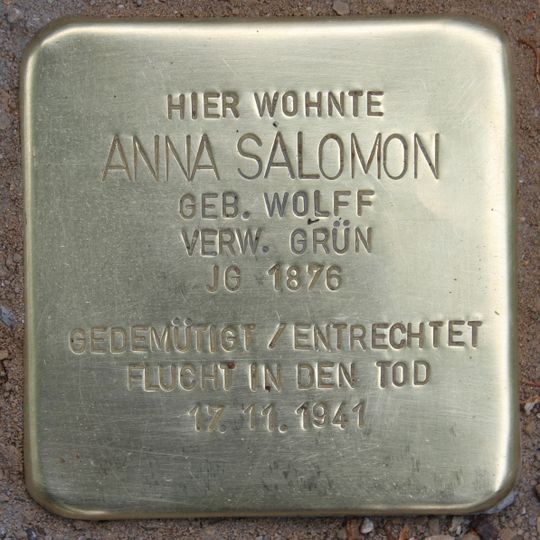 HIER WOHNTE
ANNA SALOMON
GEB. WOLFF
VERW. GRÜN
JG 1876
GEDEMÜTIGT / ENTRECHTET
FLUCHT IN DEN TOD
17. 11. 1941